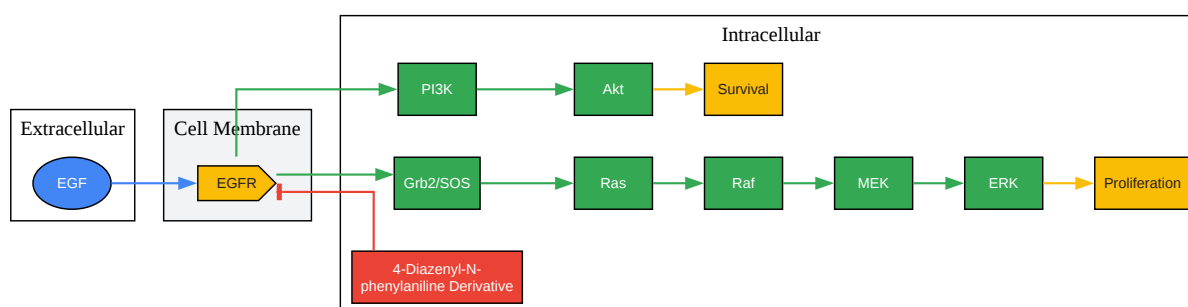 Intracellular
PI3K
Akt
Survival
Extracellular
Cell Membrane
EGF
EGFR
Grb2/SOS
Ras
Raf
MEK
ERK
Proliferation
4-Diazenyl-N-
phenylaniline Derivative